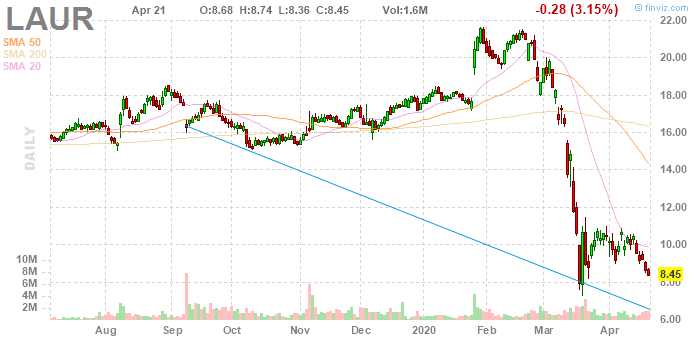 LAUR Apr 21 O:8.68 H:8.74 L:8.36 C:8.45 Vol:1.6M -0.28 (3.15%) © finviz.com
SMA 50
SMA 200
SMA 20
DAILY
22.00
20.00
18.00
16.00
14.00
12.00
10.00
8.45
8.00
6.00
10M
8M
6M
4M
2M
Aug Sep Oct Nov Dec 2020 Feb Mar Apr